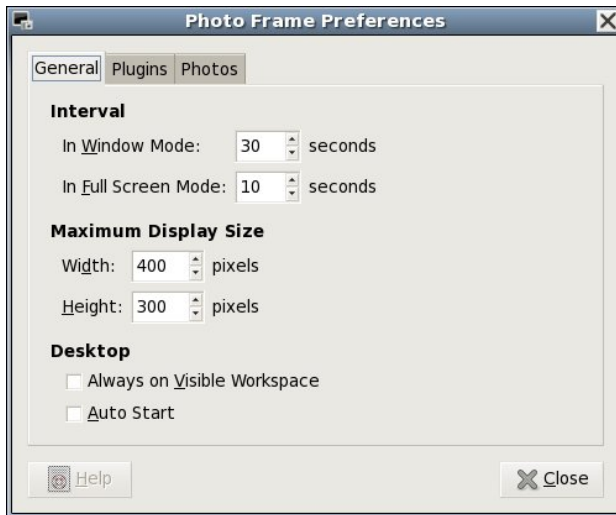 Photo Frame Preferences
General Plugins Photos
Interval
In Window Mode: 30 seconds
In Full Screen Mode: 10 seconds
Maximum Display Size
Width: 400 pixels
Height: 300 pixels
Desktop
Always on Visible Workspace
Auto Start
Help Close